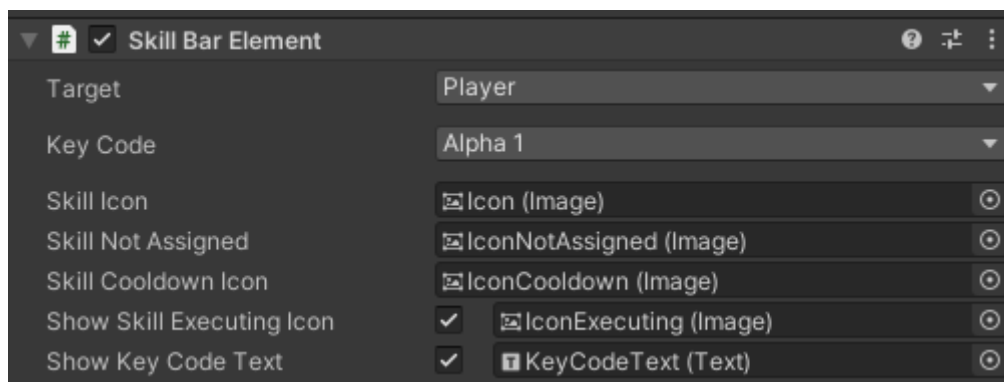 Skill Bar Element
Target Player
Key Code Alpha 1
Skill Icon Icon (Image)
Skill Not Assigned IconNotAssigned (Image)
Skill Cooldown Icon IconCooldown (Image)
Show Skill Executing Icon IconExecuting (Image)
Show Key Code Text KeyCodeText (Text)